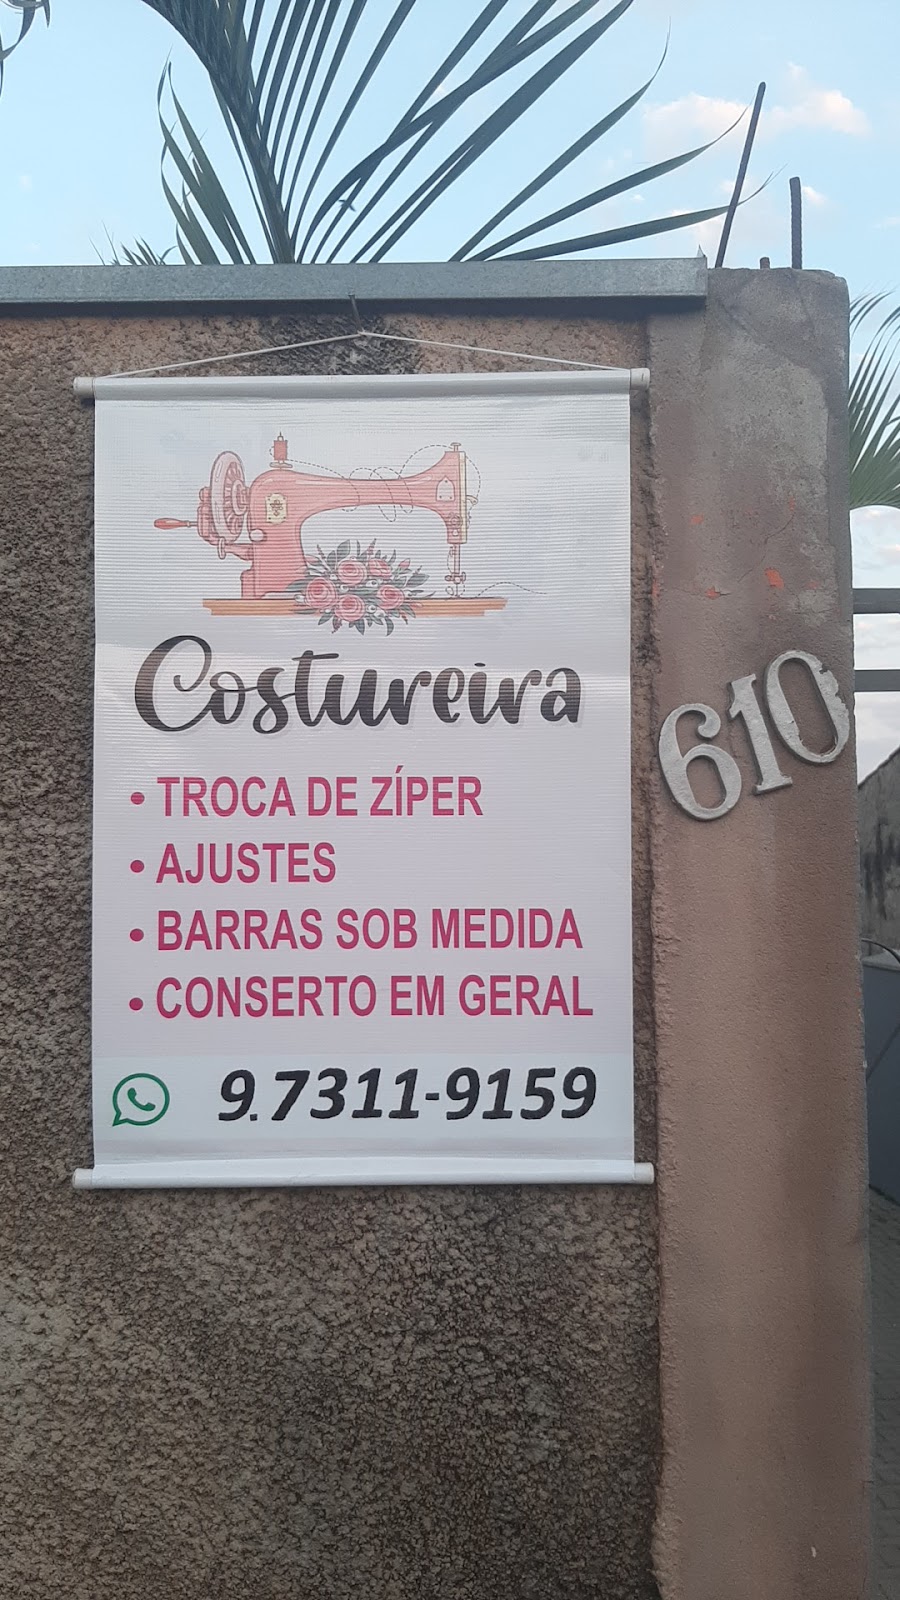 Costureira
• TROCA DE ZÍPER
• AJUSTES
• BARRAS SOB MEDIDA
• CONSERTO EM GERAL
9.7311-9159
610